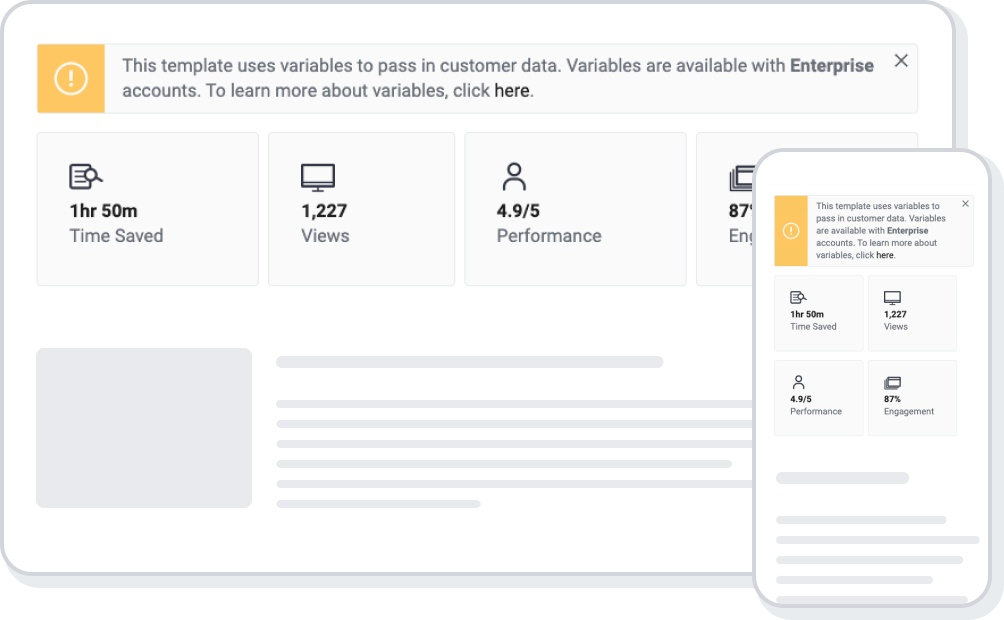 This template uses variables to pass in customer data. Variables are available with Enterprise
accounts. To learn more about variables, click here.
1hr 50m
Time Saved
1,227
Views
4.9/5
Performance
87
Eng
This template uses variables to
pass in customer data. Variables
are available with Enterprise
accounts. To learn more about
variables, click here.
1hr 50m
Time Saved
1,227
Views
4.9/5
Performance
87%
Engagement